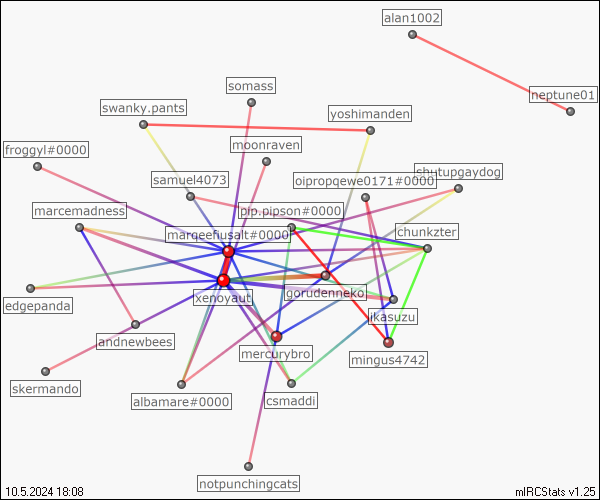 alan1002
somass
neptune01
swanky.pants
yoshimanden
froggyl#0000
moonraven
samuel4073
oipropqewe0171#0000
shutupgaydog
marcemadness
pip.pipson#0000
marqeefiusalt#0000
chunkzter
xenoyaut
gorudenneko
edgepanda
ikasuzu
andnewbees
mercurybro
mingus4742
skermando
albamare#0000
csmaddi
notpunchingcats
10.5.2024 18:08
mIRCStats v1.25